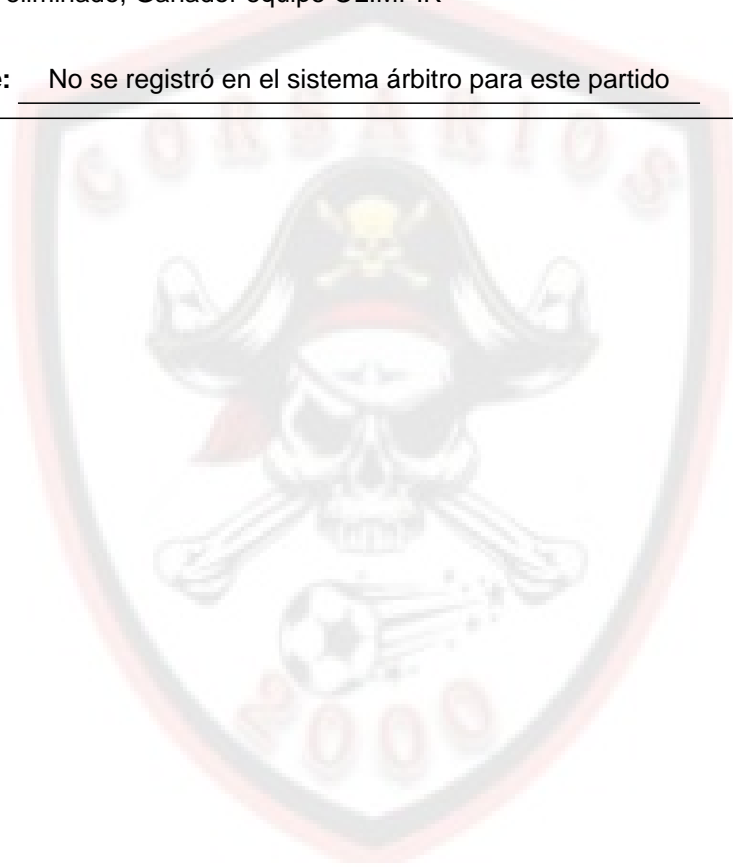 eliminado, Ganador equipo
: No se registró en el sistema árbitro para este partido
CORSARIOS
2000